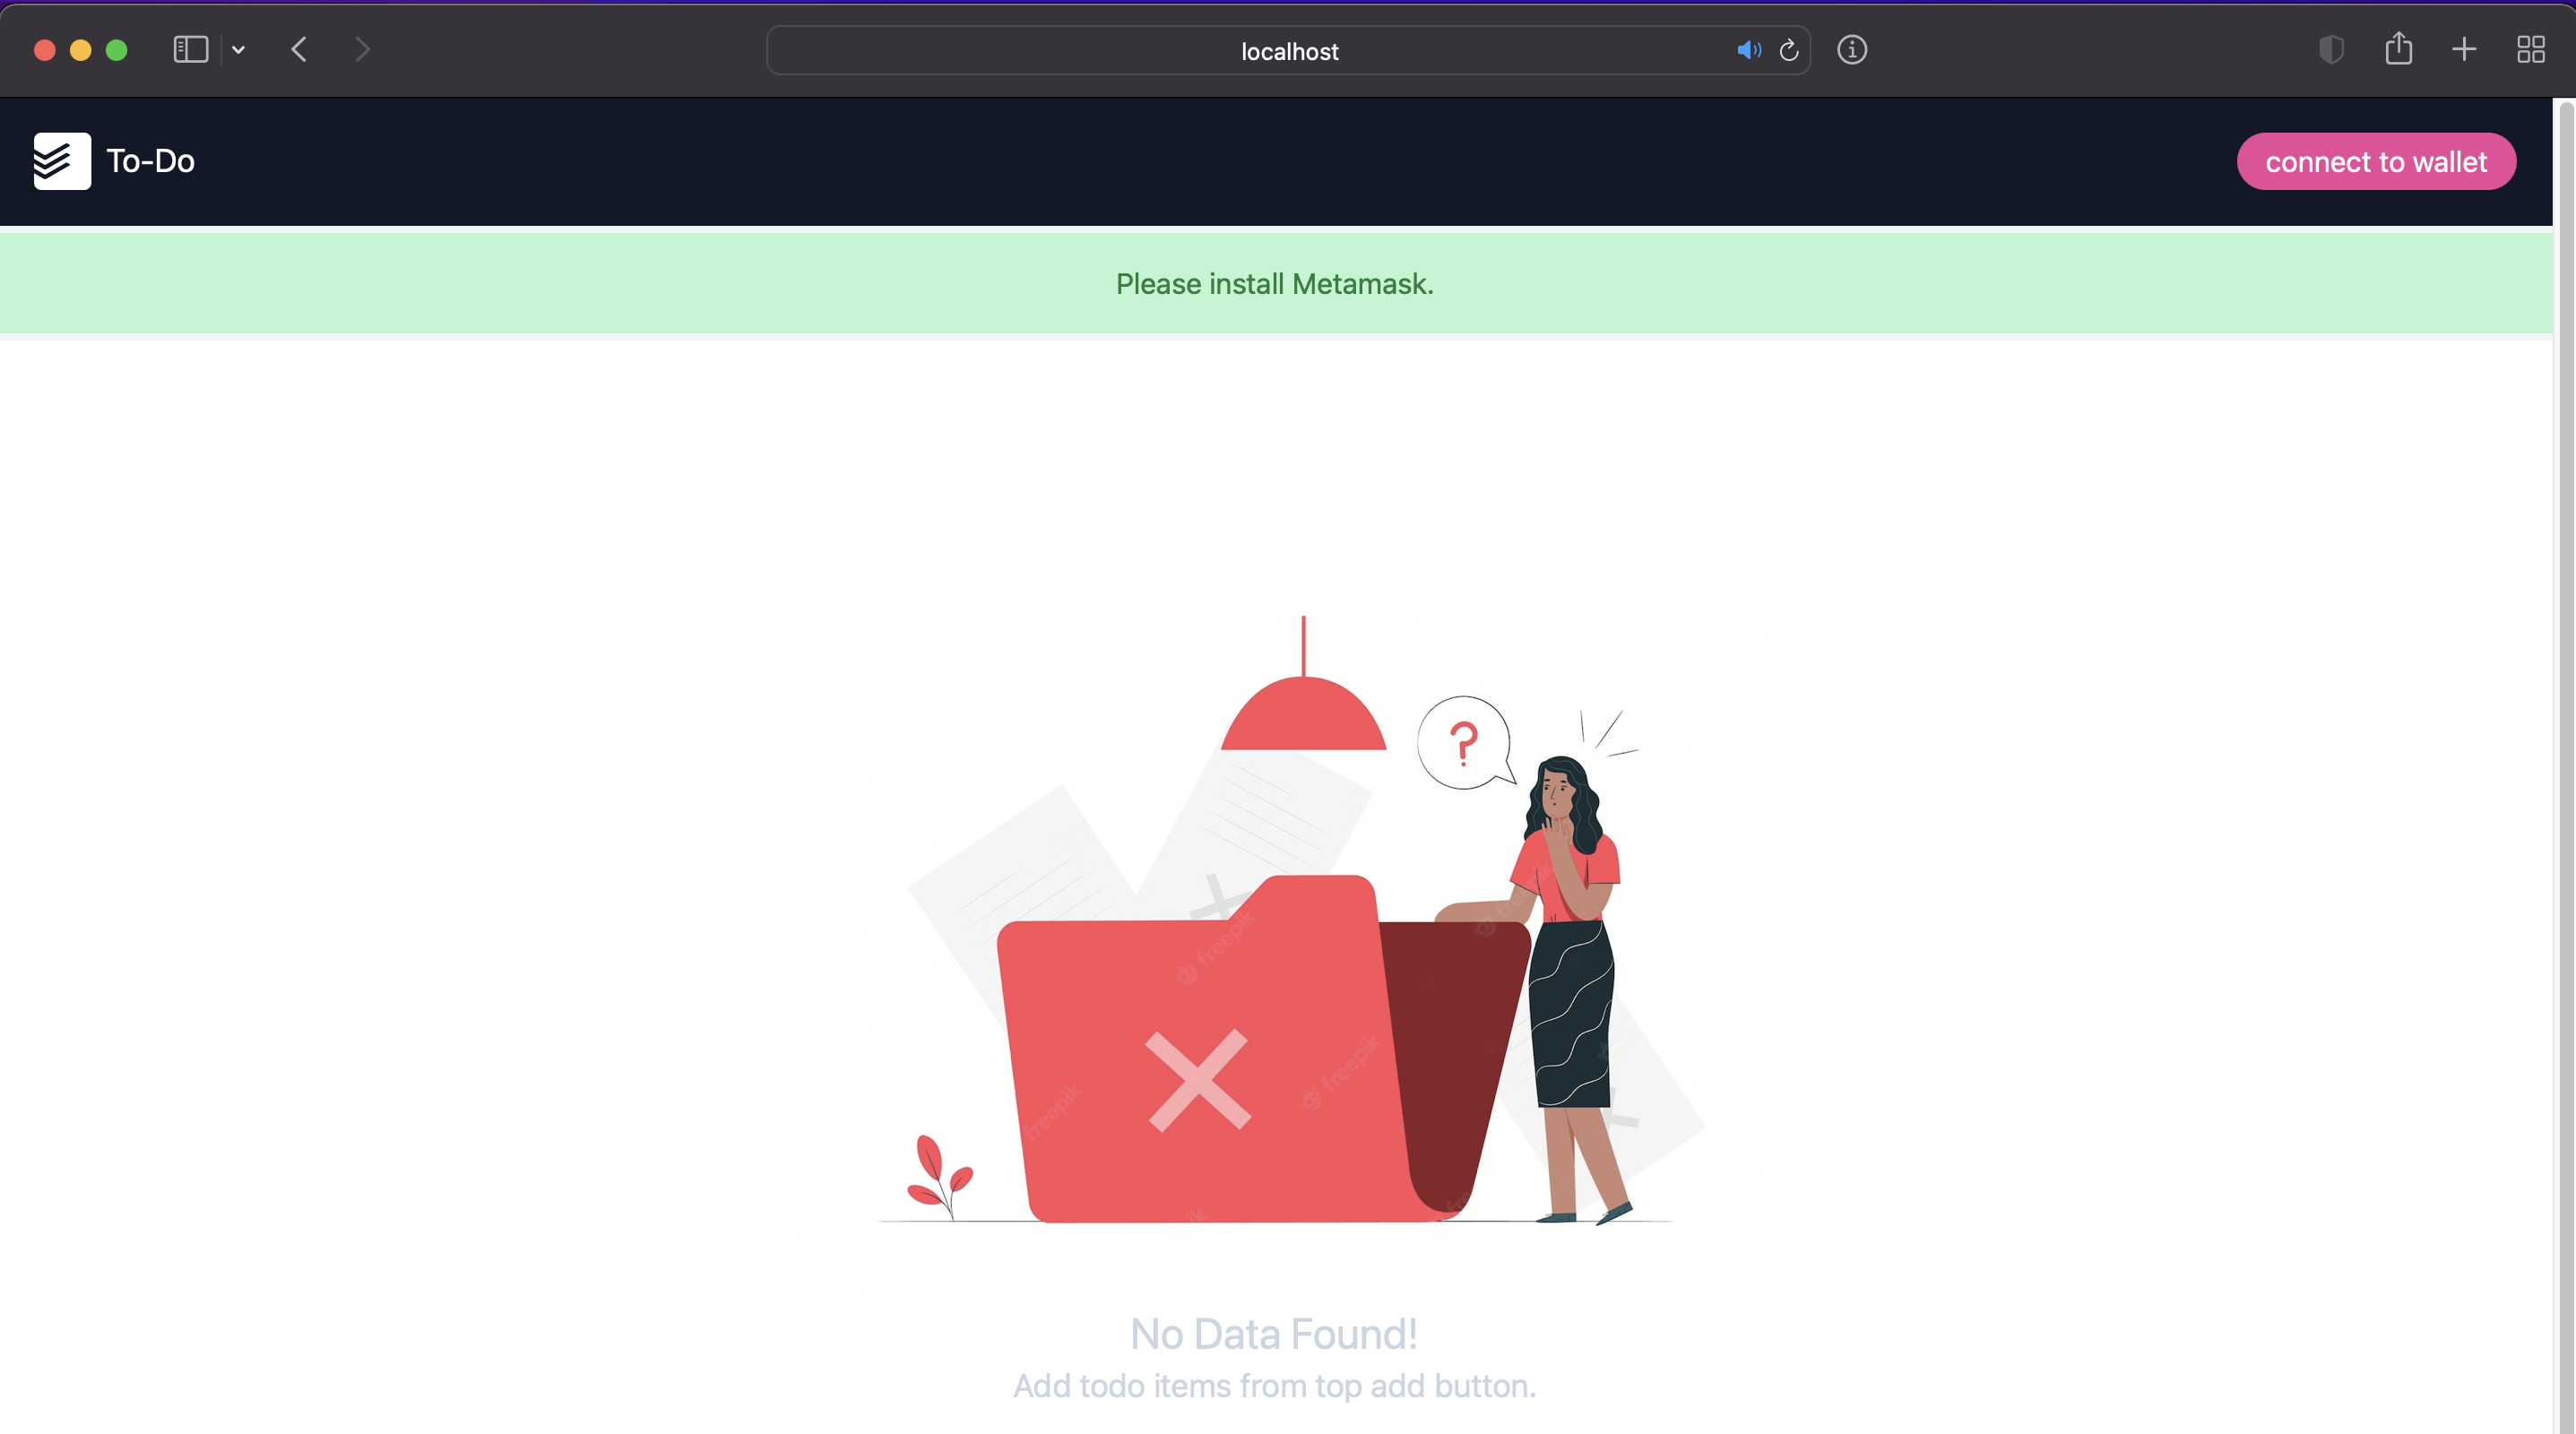 localhost
To-Do
connect to wallet
Please install Metamask.
?
freepik
freepik
freepik
freepik
No Data Found!
Add todo items from top add button.